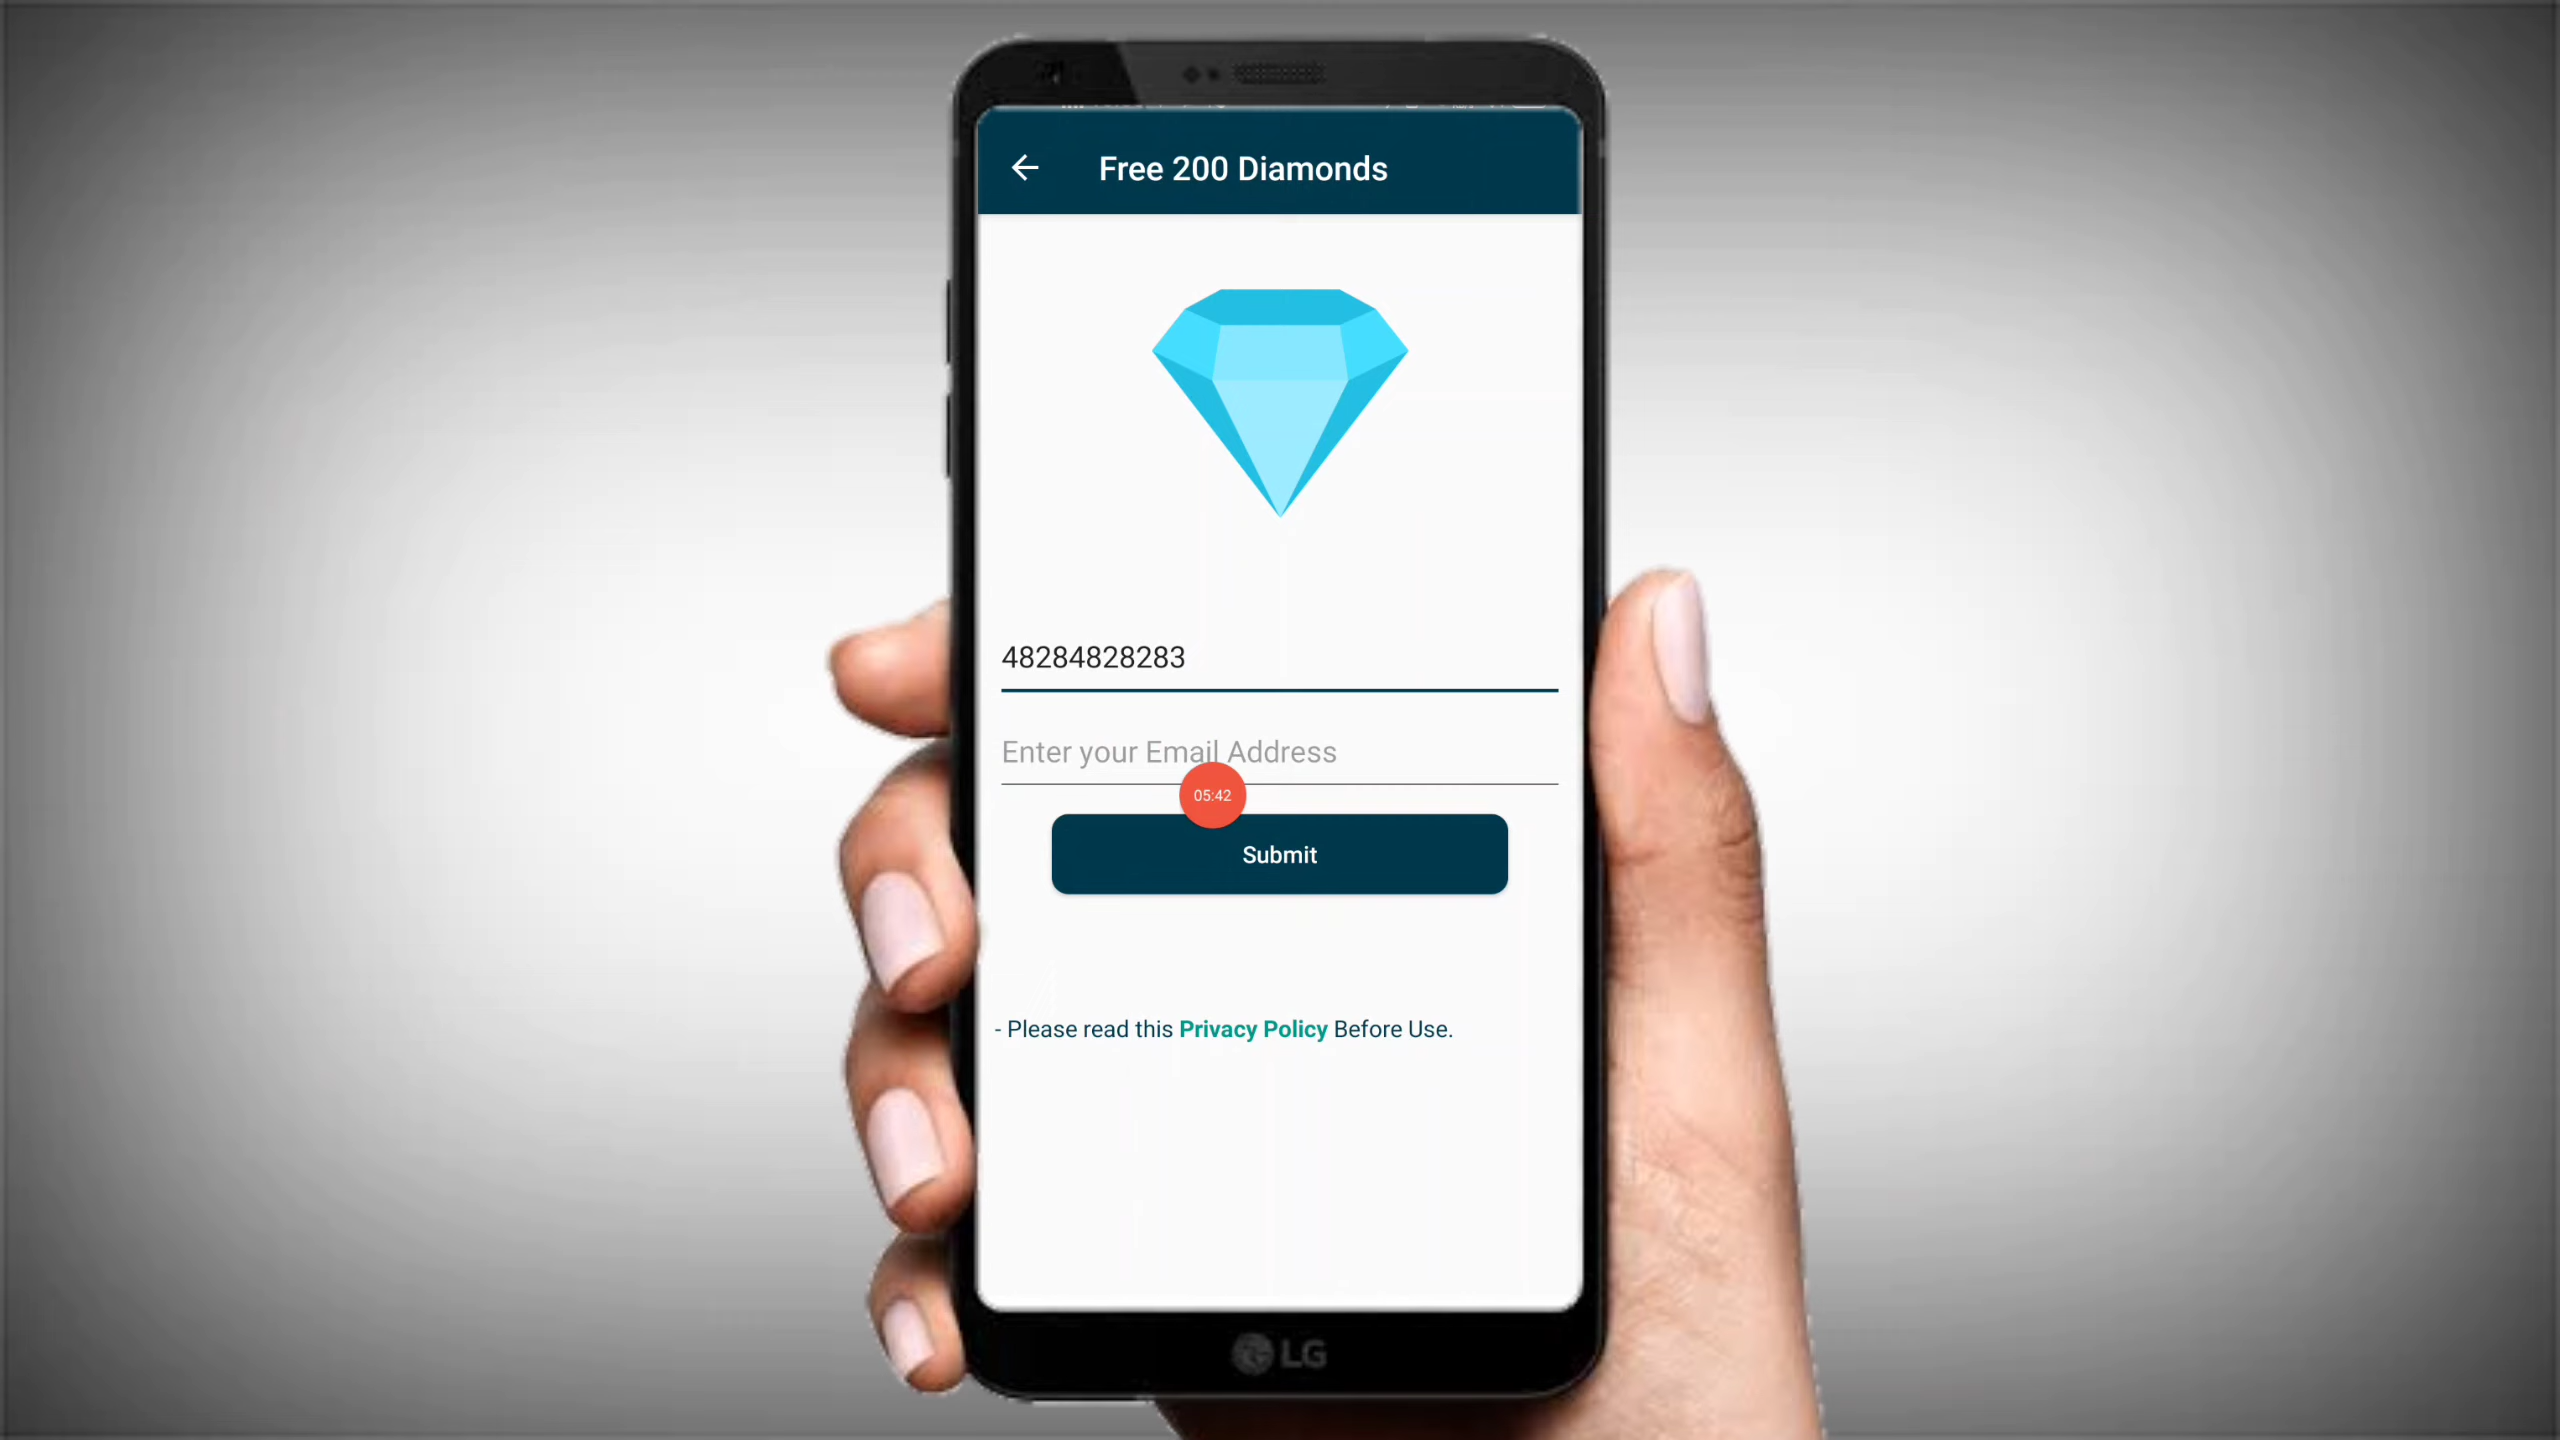 Free 200 Diamonds
48284828283
Enter your Email Address
05:42
Submit
- Please read this Privacy Policy Before Use.
LG